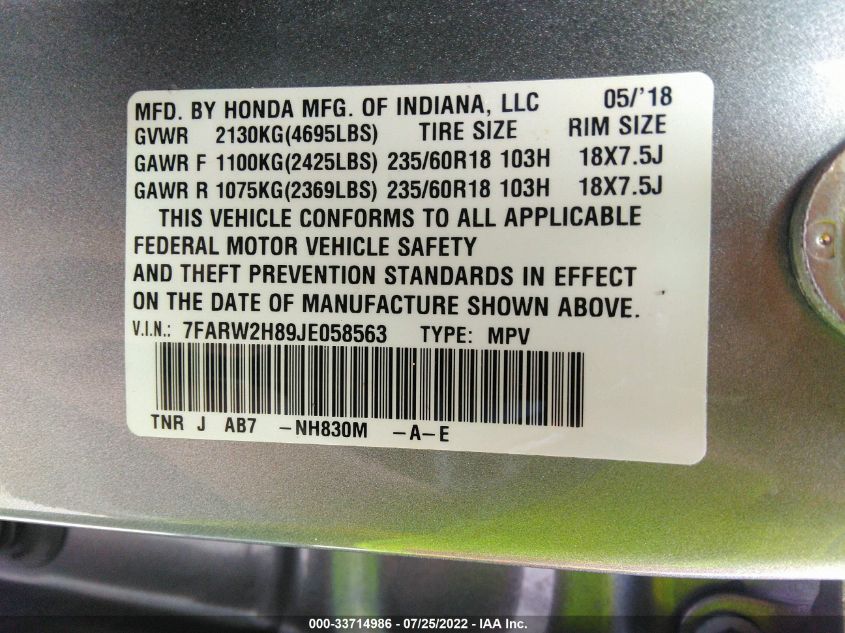 MFD. BY HONDA MFG. OF INDIANA, LLC 05/'18
GVWR 2130KG(4695LBS) TIRE SIZE RIM SIZE
GAWR F 1100KG(2425LBS) 235/60R18 103H 18X7.5J
GAWR R 1075KG(2369LBS) 235/60R18 103H 18X7.5J
THIS VEHICLE CONFORMS TO ALL APPLICABLE
FEDERAL MOTOR VEHICLE SAFETY
AND THEFT PREVENTION STANDARDS IN EFFECT
ON THE DATE OF MANUFACTURE SHOWN ABOVE.
V.I.N.: 7FARW2H89JE058563 TYPE: MPV
TNR J AB7 -NH830M -A-E
000-33714986 - 07/25/2022 - IAA Inc.